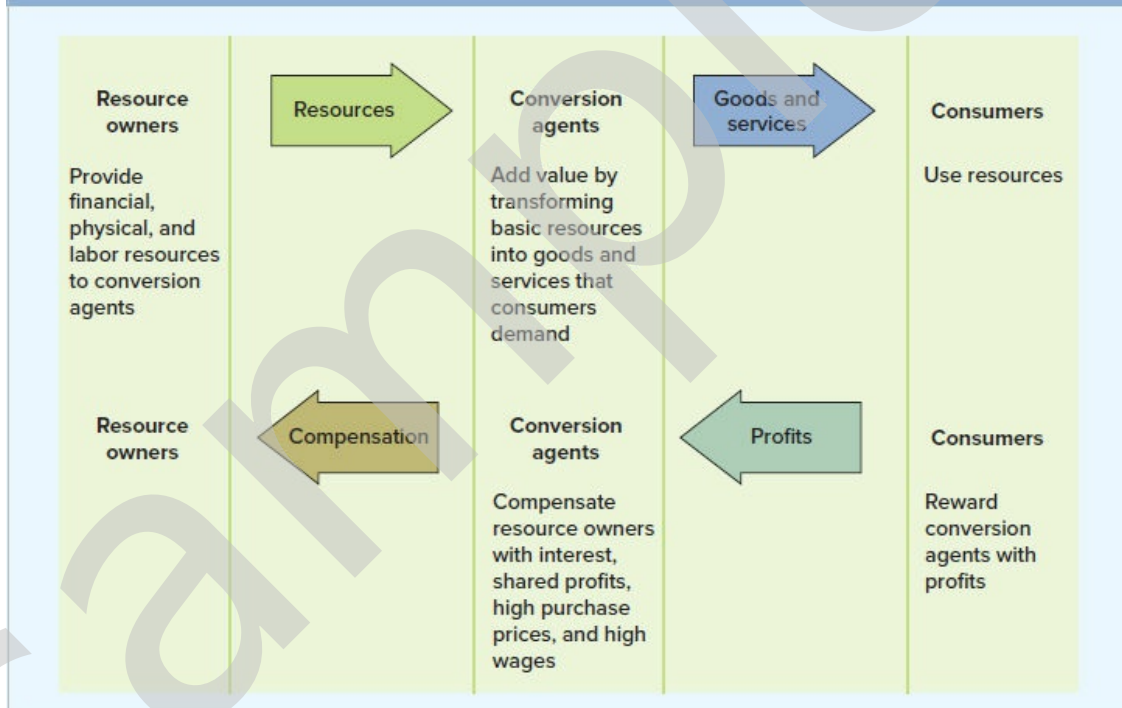 Resource
owners
Resources
Conversion
agents
Goods and
services
Consumers
Provide
financial,
physical, and
labor resources
to conversion
agents
Add value by
transforming
basic resources
into goods and
services that
consumers
demand
Use resources
Resource
owners
Compensation
Conversion
agents
Profits
Consumers
Compensate
resource owners
with interest,
shared profits,
high purchase
prices, and high
wages
Reward
conversion
agents with
profits